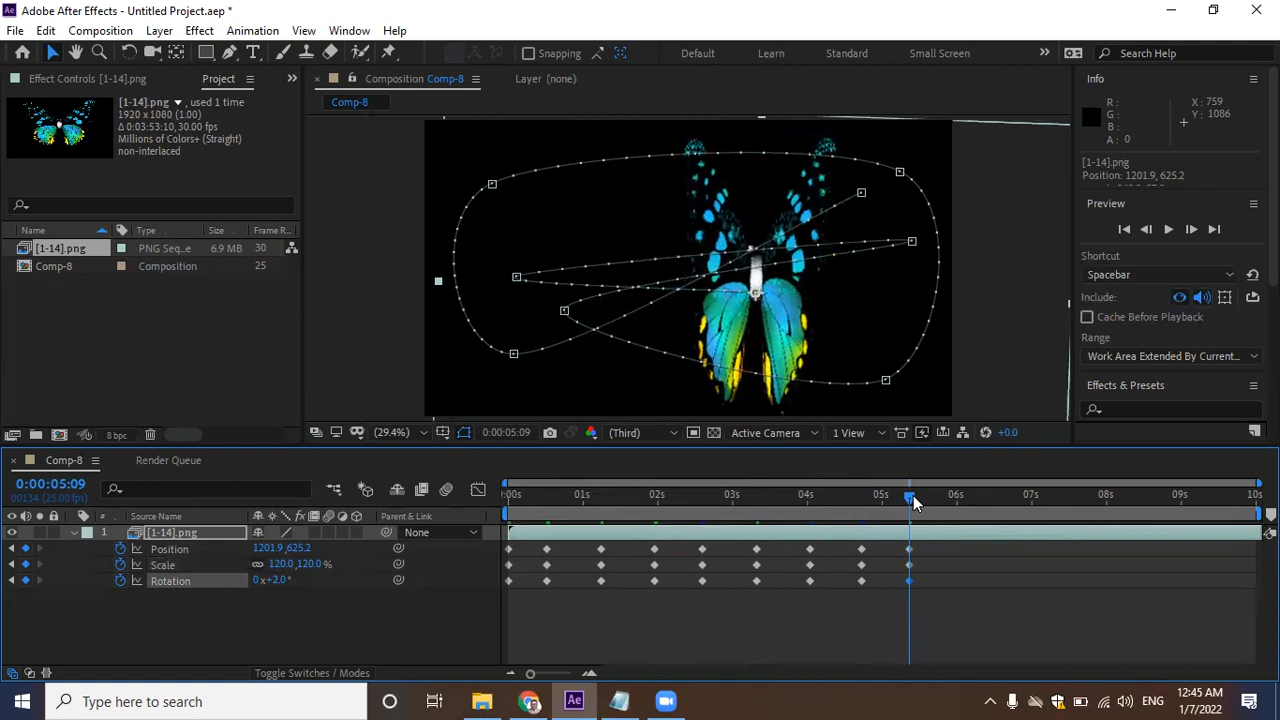 Adobe After Effects - Untitled Project.aep *
File Edit Composition Layer Effect Animation View Window Help
Snapping Default Learn Standard Small Screen Search Help
Effect Controls [1-14].png Project
[1-14].png , used 1 time
1920 x 1080 (1.00)
Δ 0:03:53:10, 30.00 fps
Millions of Colors+ (Straight)
non-interlaced
Name Type Size Frame R...
[1-14].png PNG Seq...e 6.9 MB 30
Comp-8 Composition 25
8 bpc
Composition Comp-8 Layer (none)
Comp-8
(29.4%) 0:00:05:09 (Third) Active Camera 1 View +0.0
Info
R :
G :
B :
A : 0
X : 759
Y : 1086
[1-14].png
Position: 1201.9, 625.2
Preview
Shortcut
Spacebar
Include:
Cache Before Playback
Range
Work Area Extended By Current...
Effects & Presets
Comp-8 Render Queue
0:00:05:09
00134 (25.00 fps)
:00s 01s 02s 03s 04s 05s 06s 07s 08s 09s 10s
# Source Name Parent & Link
1 [1-14].png None
Position 1201.9,625.2
Scale 120.0,120.0%
Rotation 0x+2.0°
Toggle Switches / Modes
Type here to search
ENG
12:45 AM
1/7/2022